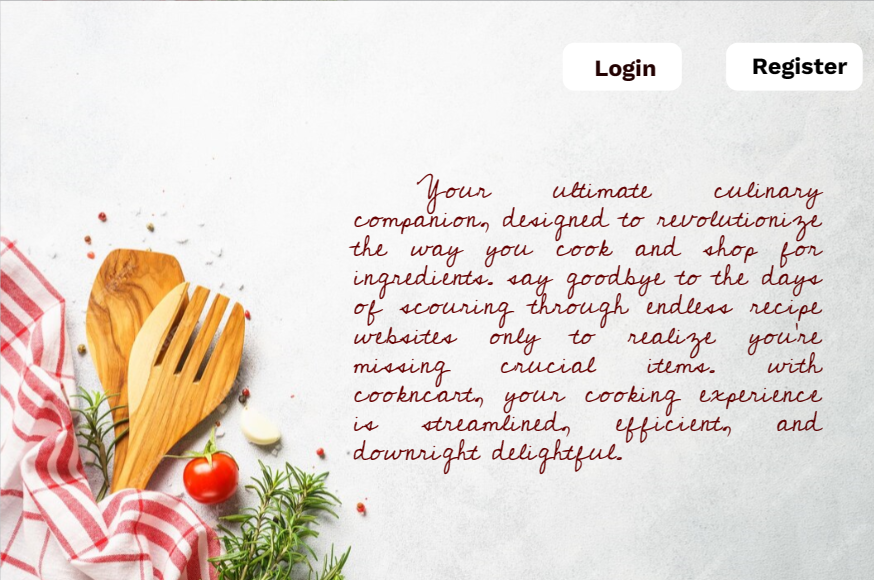 Login Register
Your ultimate culinary
companion, designed to revolutionize
the way you cook and shop for
ingredients. say goodbye to the days
of scouring through endless recipe
websites only to realize you're
missing crucial items. with
cookncart, your cooking experience
is streamlined, efficient, and
downright delightful.